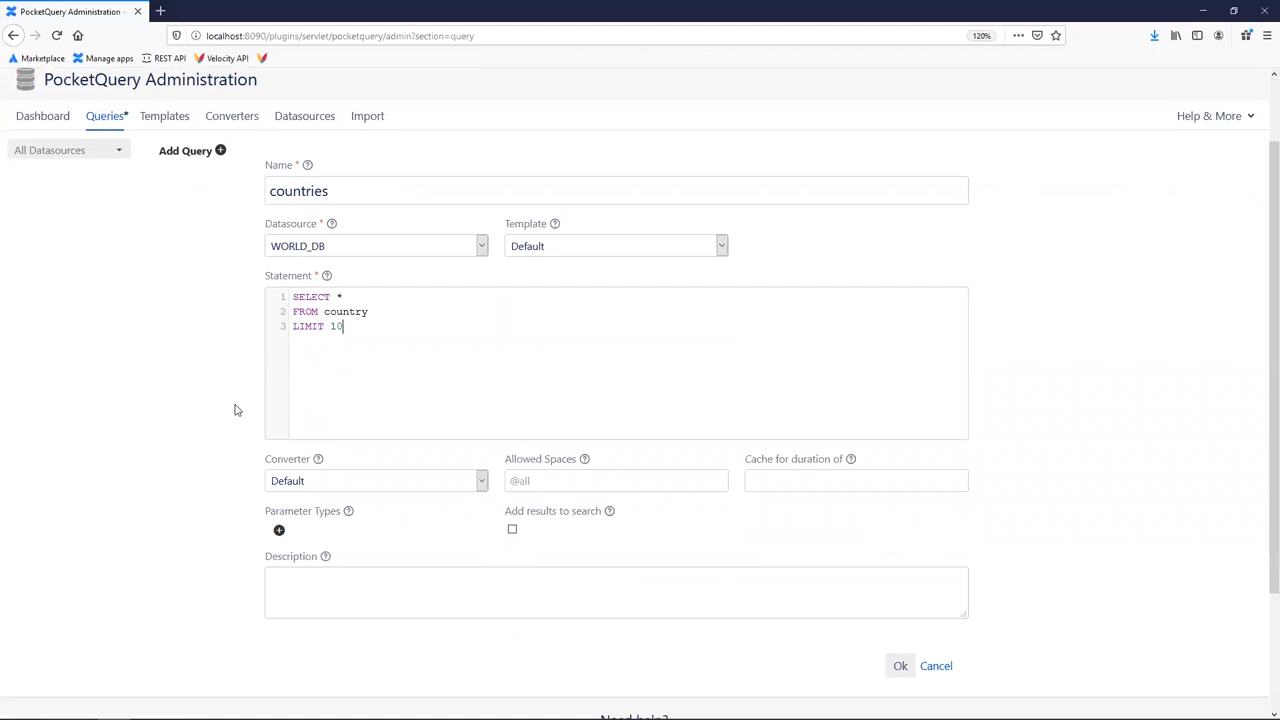 PocketQuery Administration -
localhost:8090/plugins/servlet/pocketquery/admin?section=query
120%
Marketplace
Manage apps
REST API
Velocity API
PocketQuery Administration
Dashboard
Queries*
Templates
Converters
Datasources
Import
Help & More
All Datasources
Add Query
Name *
countries
Datasource *
Template
WORLD_DB
Default
Statement *
1 SELECT *
2 FROM country
3 LIMIT 10
Converter
Allowed Spaces
Cache for duration of
Default
@all
Parameter Types
Add results to search
Description
Ok
Cancel
Need help?